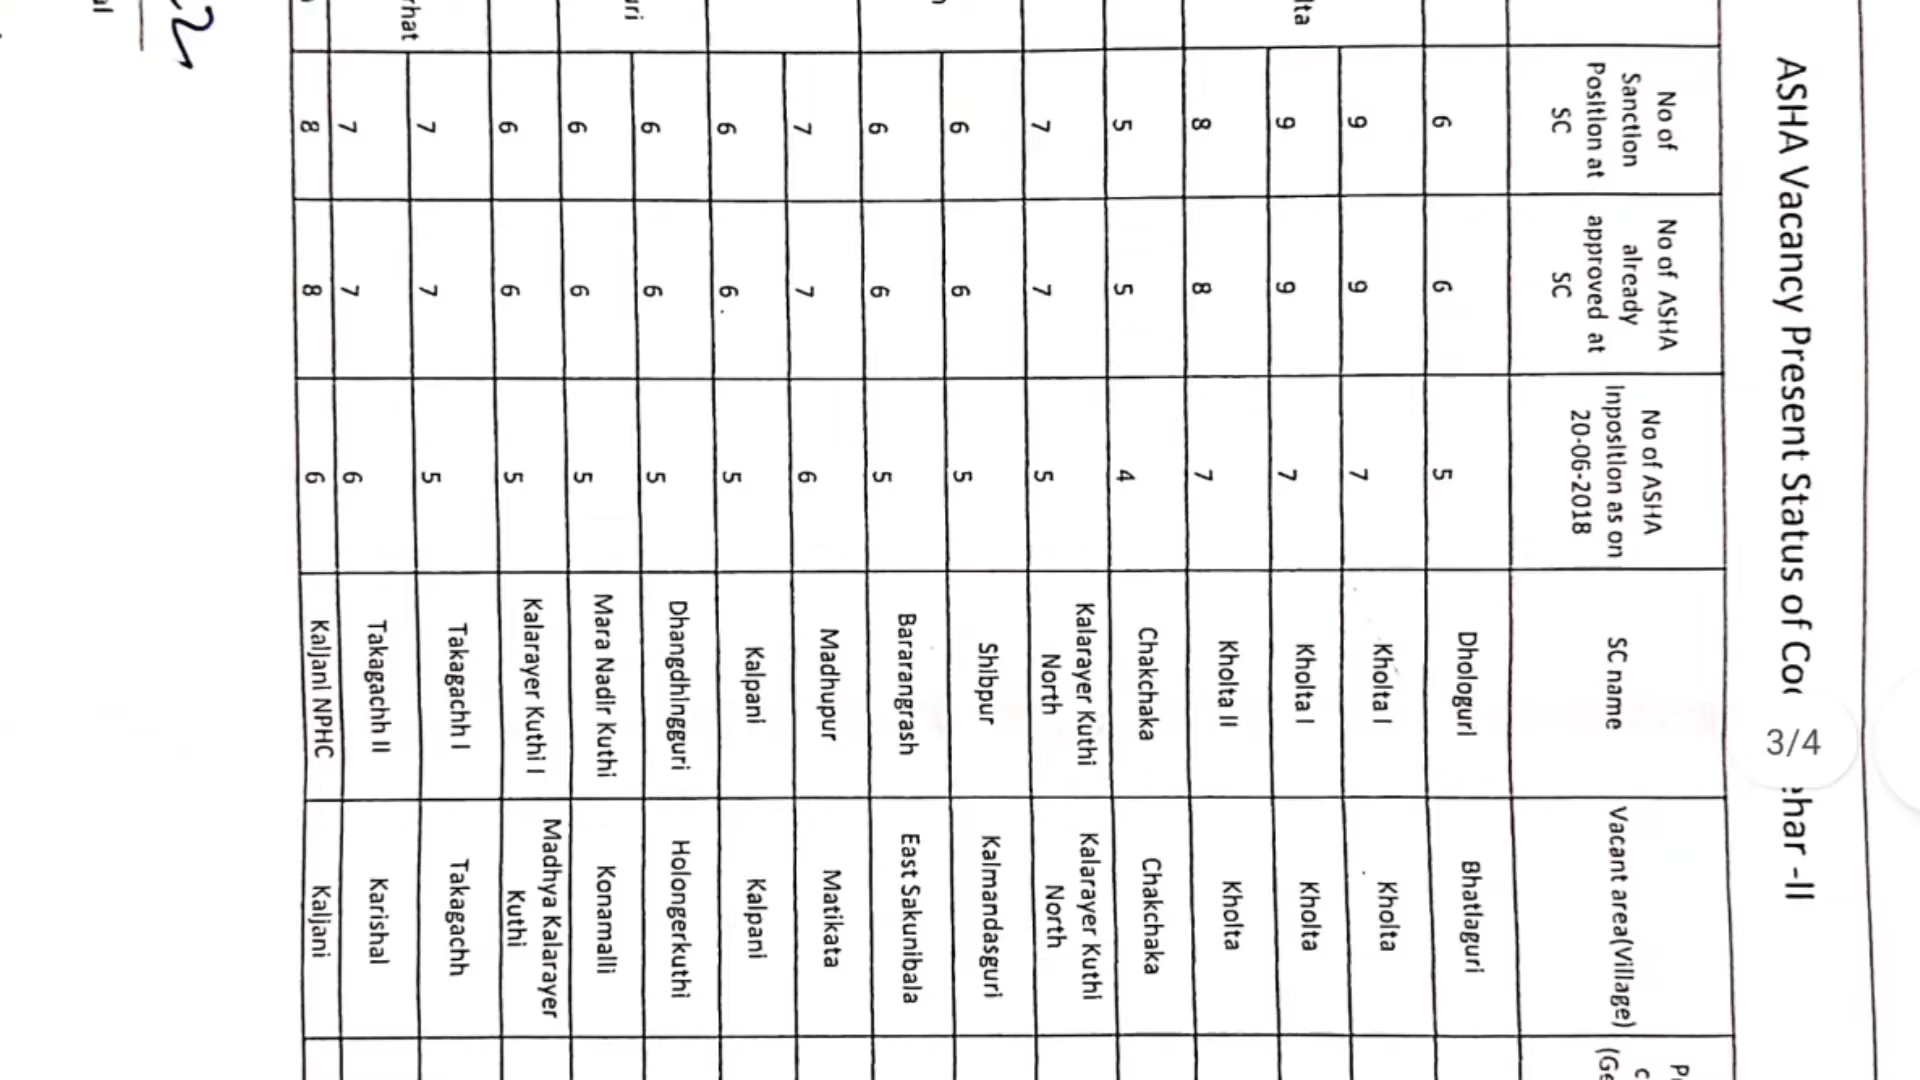 ASHA Vacancy Present Status of Coo
ehar -II
3/4
No of
Sanction
Position at
SC
No of ASHA
already
approved at
SC
No of ASHA
Inposition as on
20-06-2018
SC name
Vacant area(Village)
6 6 5 Dhologuri Bhatlaguri
9 9 7 Kholta I Kholta
lta 9 9 7 Kholta I Kholta
8 8 7 Kholta II Kholta
5 5 4 Chakchaka Chakchaka
7 7 5 Kalarayer Kuthi
North Kalarayer Kuthi
North
6 6 5 Shibpur Kalmandasguri
6 6 5 Bararangrash East Sakunibala
7 7 6 Madhupur Matikata
6 6 5 Kalpani Kalpani
6 6 5 Dhangdhingguri Holongerkuthi
uri 6 6 5 Mara Nadir Kuthi Konamalli
6 6 5 Kalarayer Kuthi I Madhya Kalarayer
Kuthi
rhat 7 7 5 Takagachh I Takagachh
7 7 6 Takagachh II Karishal
8 8 6 Kaljani NPHC Kaljani